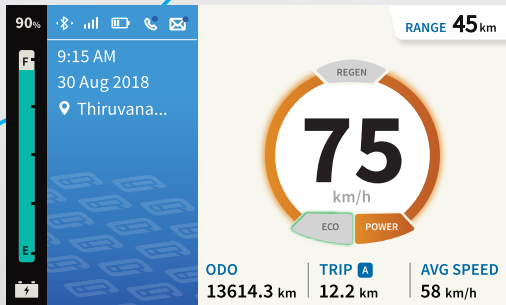 90%
F
E
9:15 AM
30 Aug 2018
Thiruvana...
RANGE 45 km
REGEN
75
km/h
ECO
POWER
ODO
13614.3 km
TRIP A
12.2 km
AVG SPEED
58 km/h